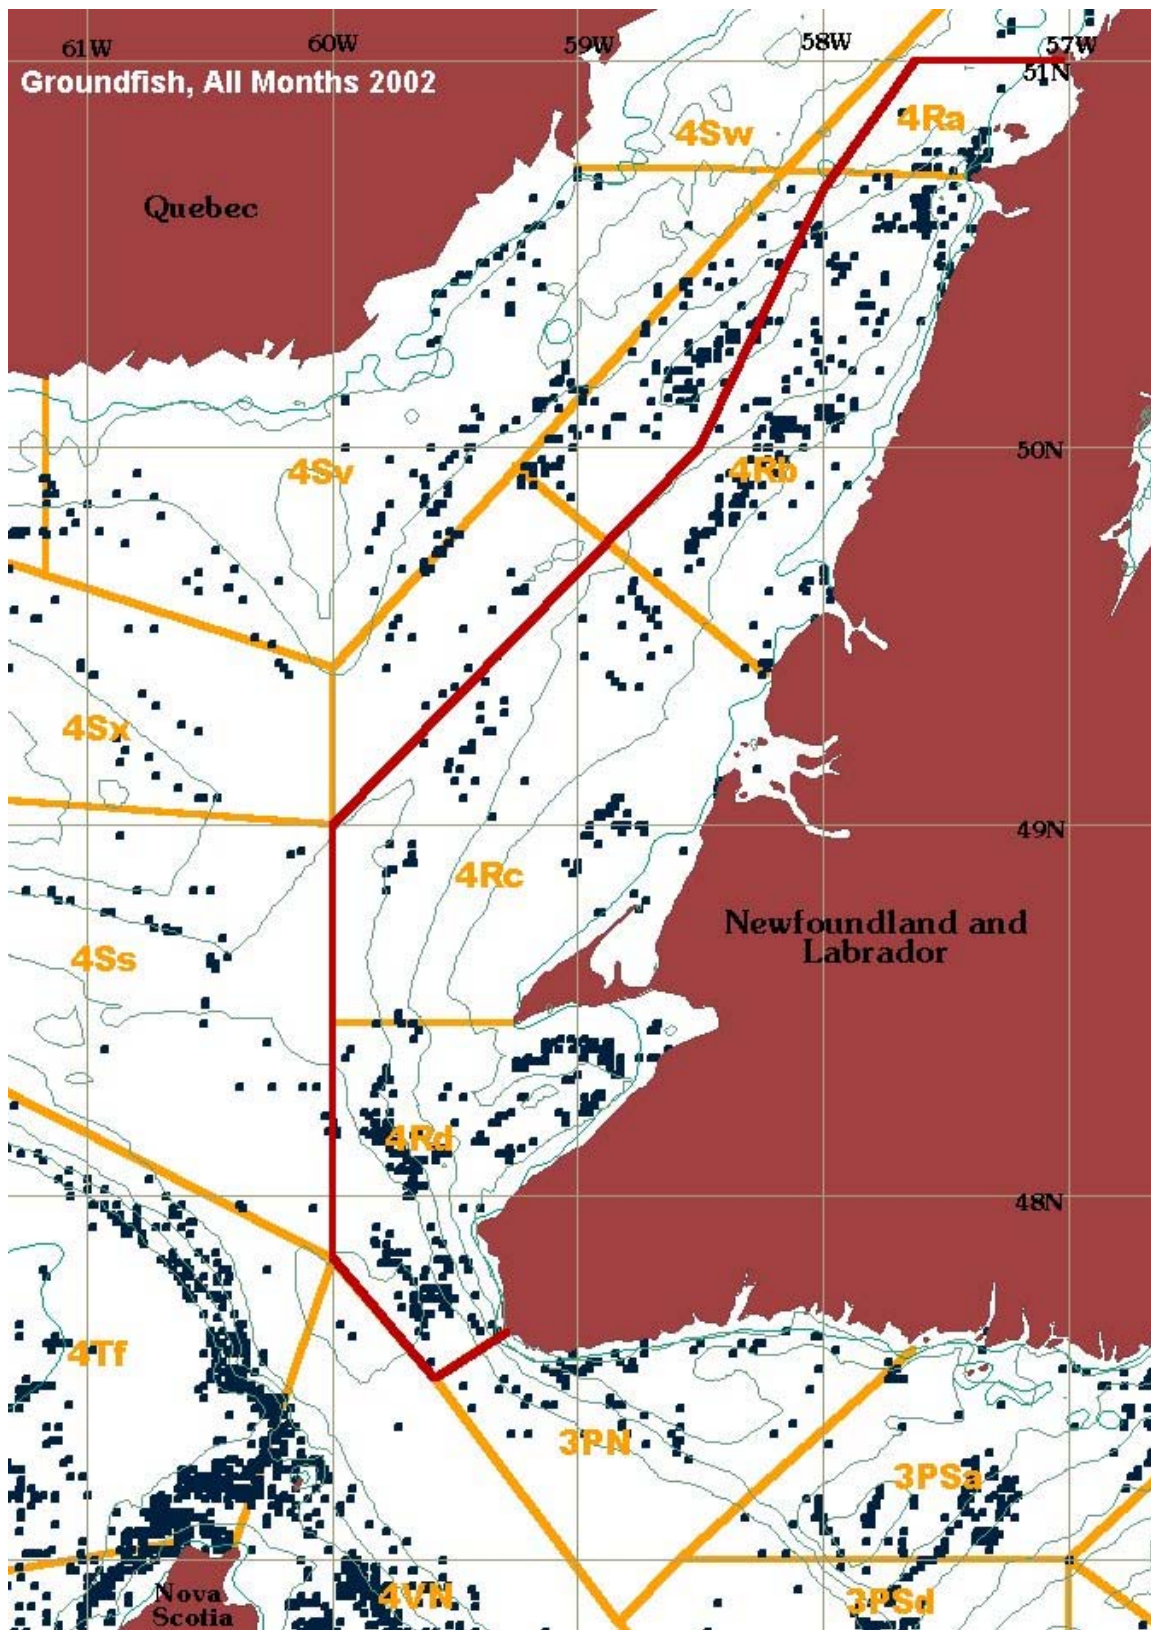 61W
60W
59W
58W
57W
51N
Groundfish, All Months 2002
4Sw
4Ra
Quebec
4Sv
50N
4Rb
4Sx
49N
4Rc
Newfoundland and
Labrador
4Ss
4Rd
48N
4Tf
3PN
3PSa
Nova
Scotia
4VN
3PSd